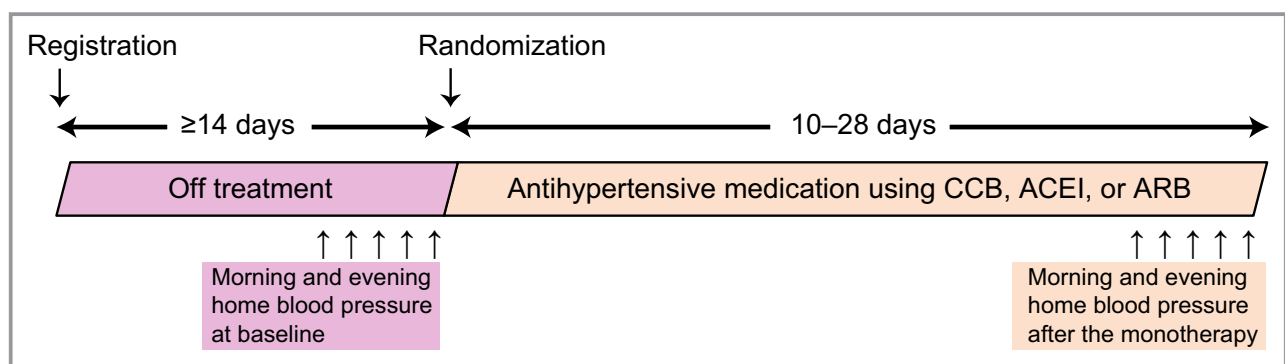 Registration
Randomization
≥14 days
10–28 days
Off treatment
Antihypertensive medication using CCB, ACEI, or ARB
Morning and evening
home blood pressure
at baseline
Morning and evening
home blood pressure
after the monotherapy